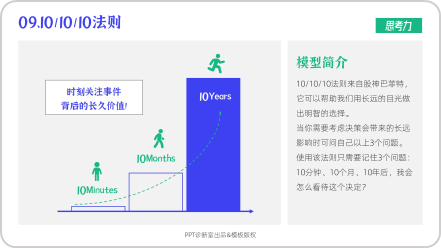 09.10/10/10法则
思考力
时刻关注事件
背后的长久价值!
10Years
10Months
10Minutes
模型简介
10/10/10法则来自股神巴菲特，
它可以帮助我们用长远的目光做
出明智的选择。
当你需要考虑决策会带来的长远
影响时可问自己以上3个问题。
使用该法则只需要记住3个问题：
10分钟，10个月，10年后，我会
怎么看待这个决定？
PPT诊断室出品&模板版权